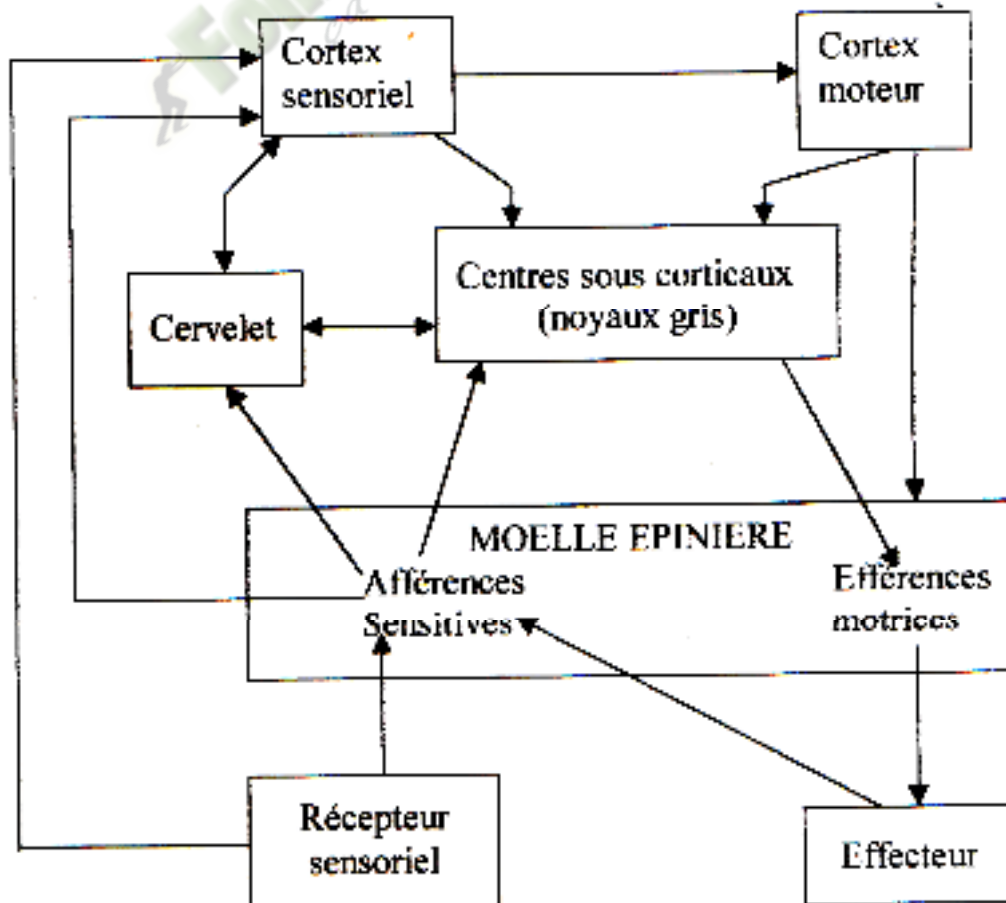 Cortex
sensoriel
Cortex
moteur
Centres sous corticaux
(noyaux gris)
Cervelet
MOELLE EPINIERE
Afférences
Sensitives
Efférences
motrices
Récepteur
sensoriel
Effecteur